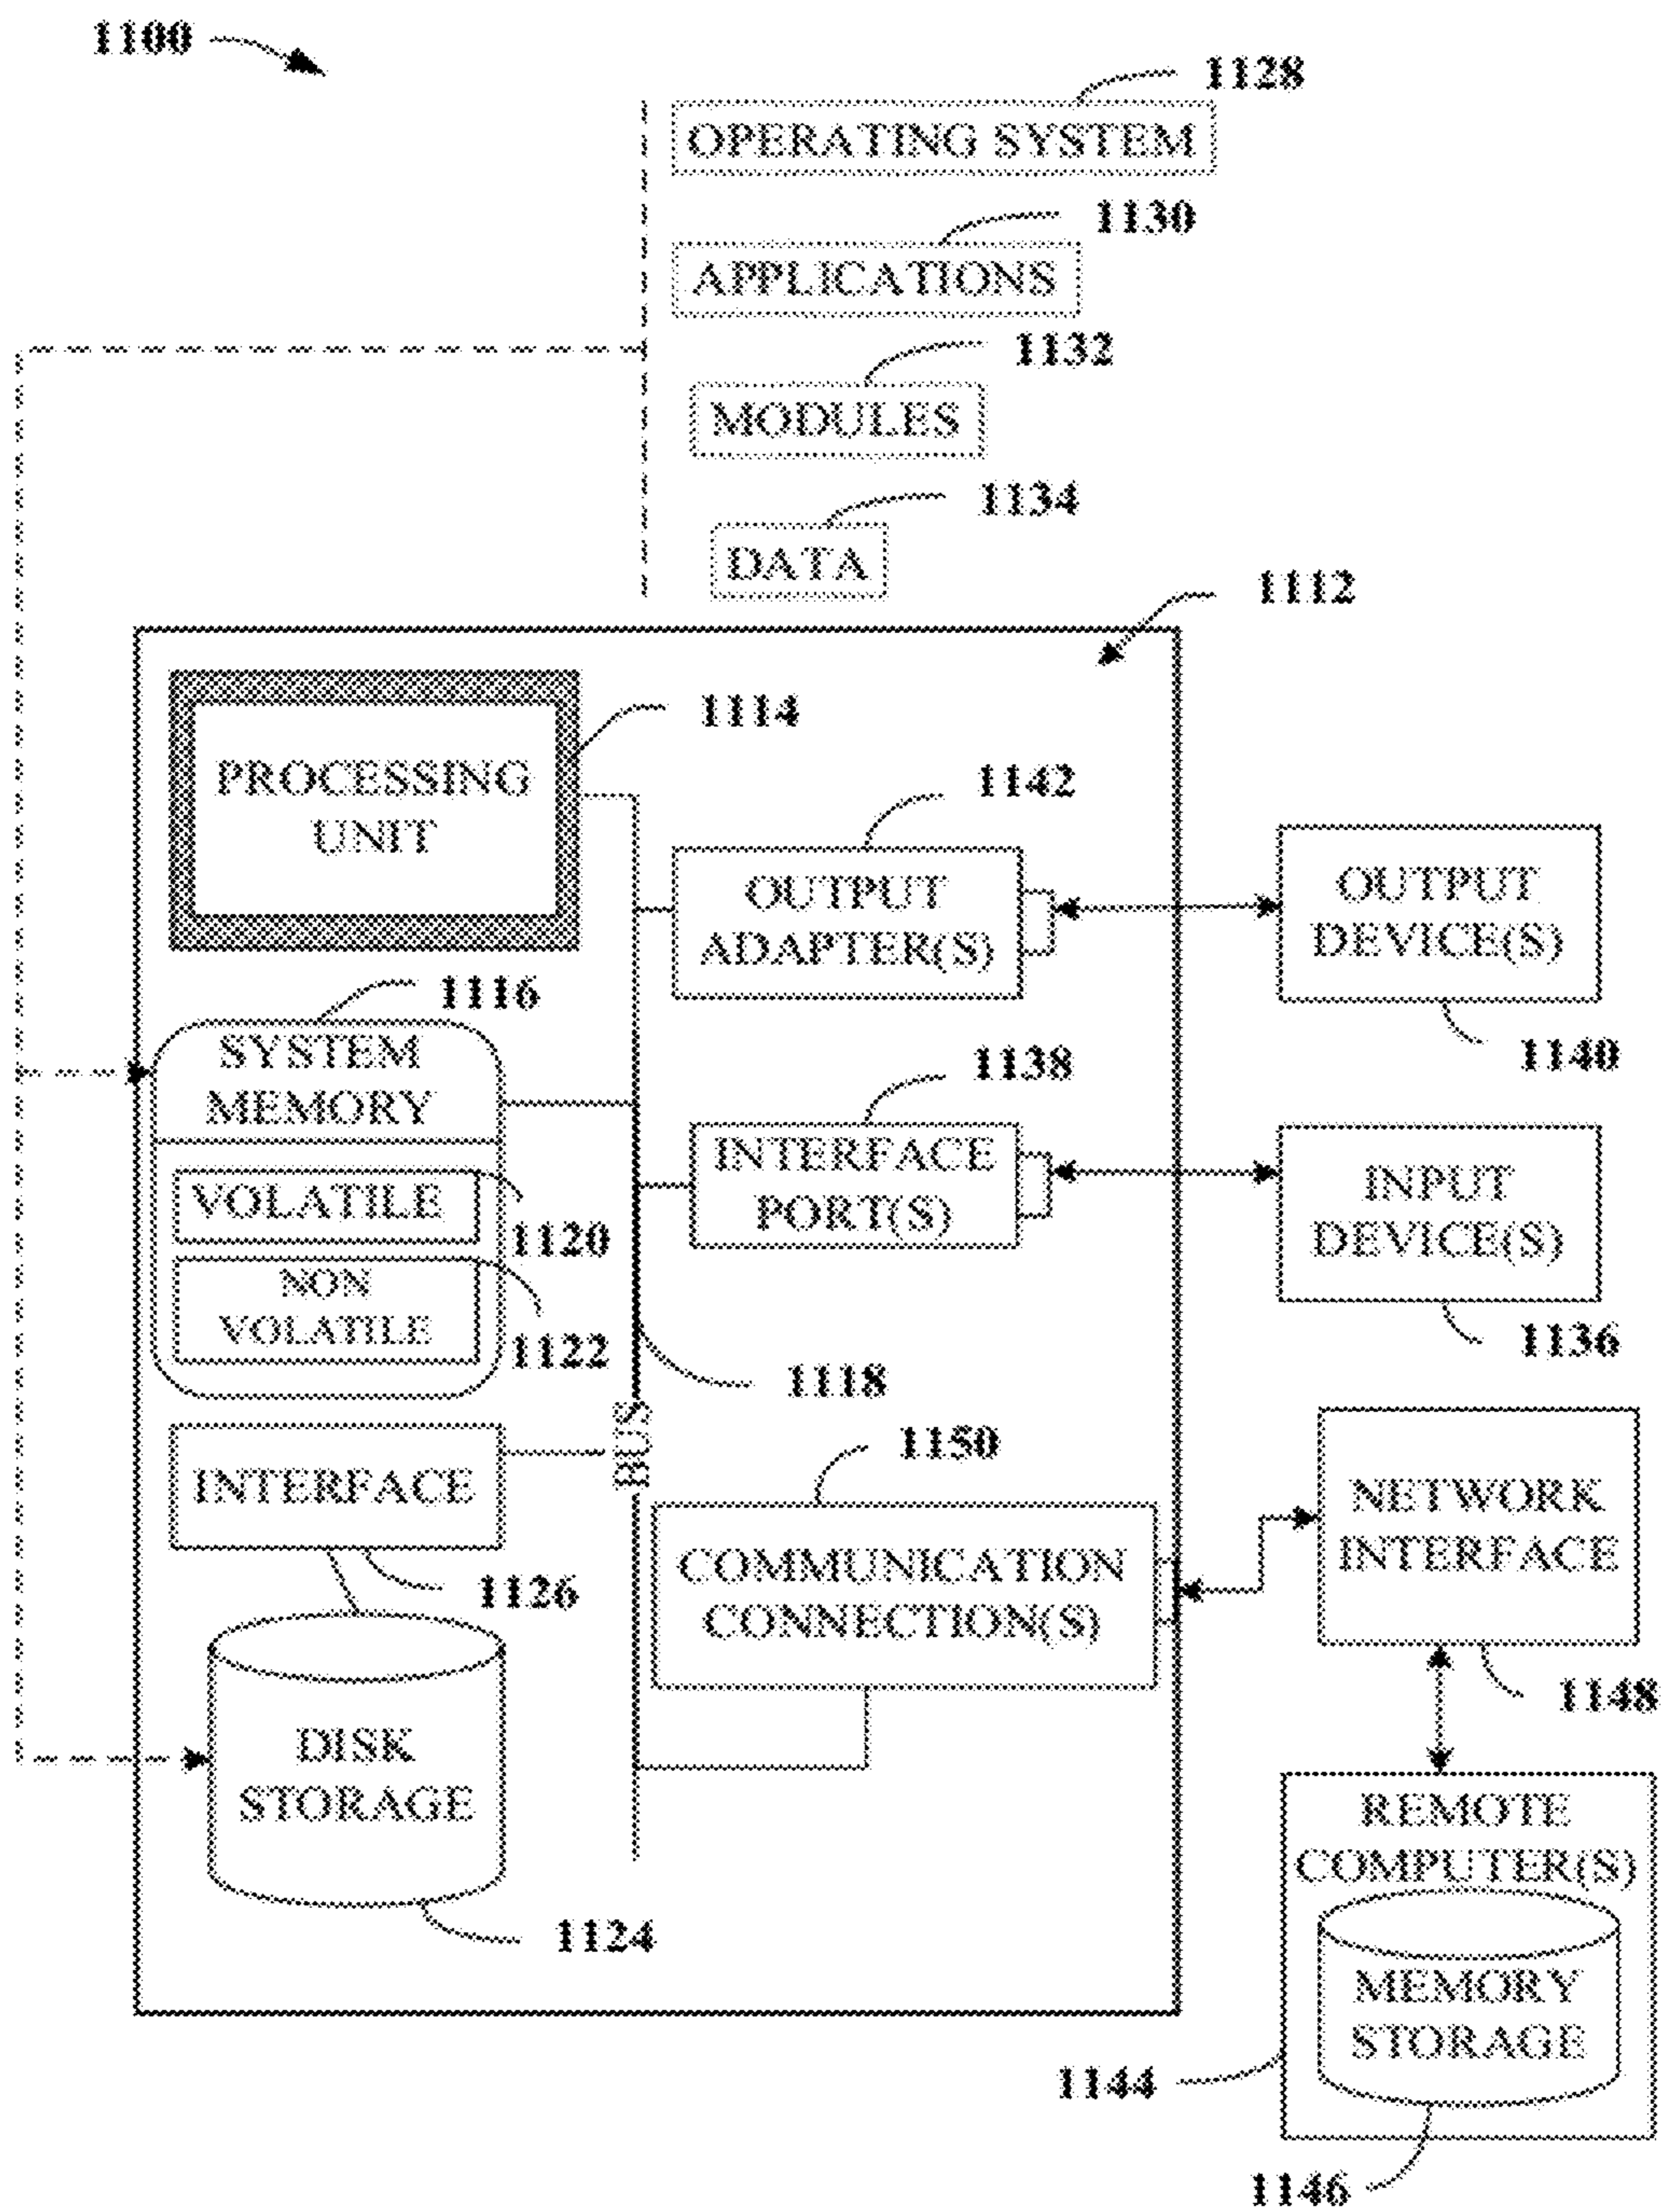 1100
1128
OPERATING SYSTEM
1130
APPLICATIONS
1132
MODULES
1134
DATA
1112
PROCESSING
UNIT
1114
1142
OUTPUT
ADAPTER(S)
OUTPUT
DEVICE(S)
1140
1116
SYSTEM
MEMORY
VOLATILE
1120
NON
VOLATILE
1122
1138
INTERFACE
PORT(S)
INPUT
DEVICE(S)
1136
1118
BUS
INTERFACE
1126
1150
COMMUNICATION
CONNECTION(S)
NETWORK
INTERFACE
1148
DISK
STORAGE
1124
REMOTE
COMPUTER(S)
MEMORY
STORAGE
1144
1146